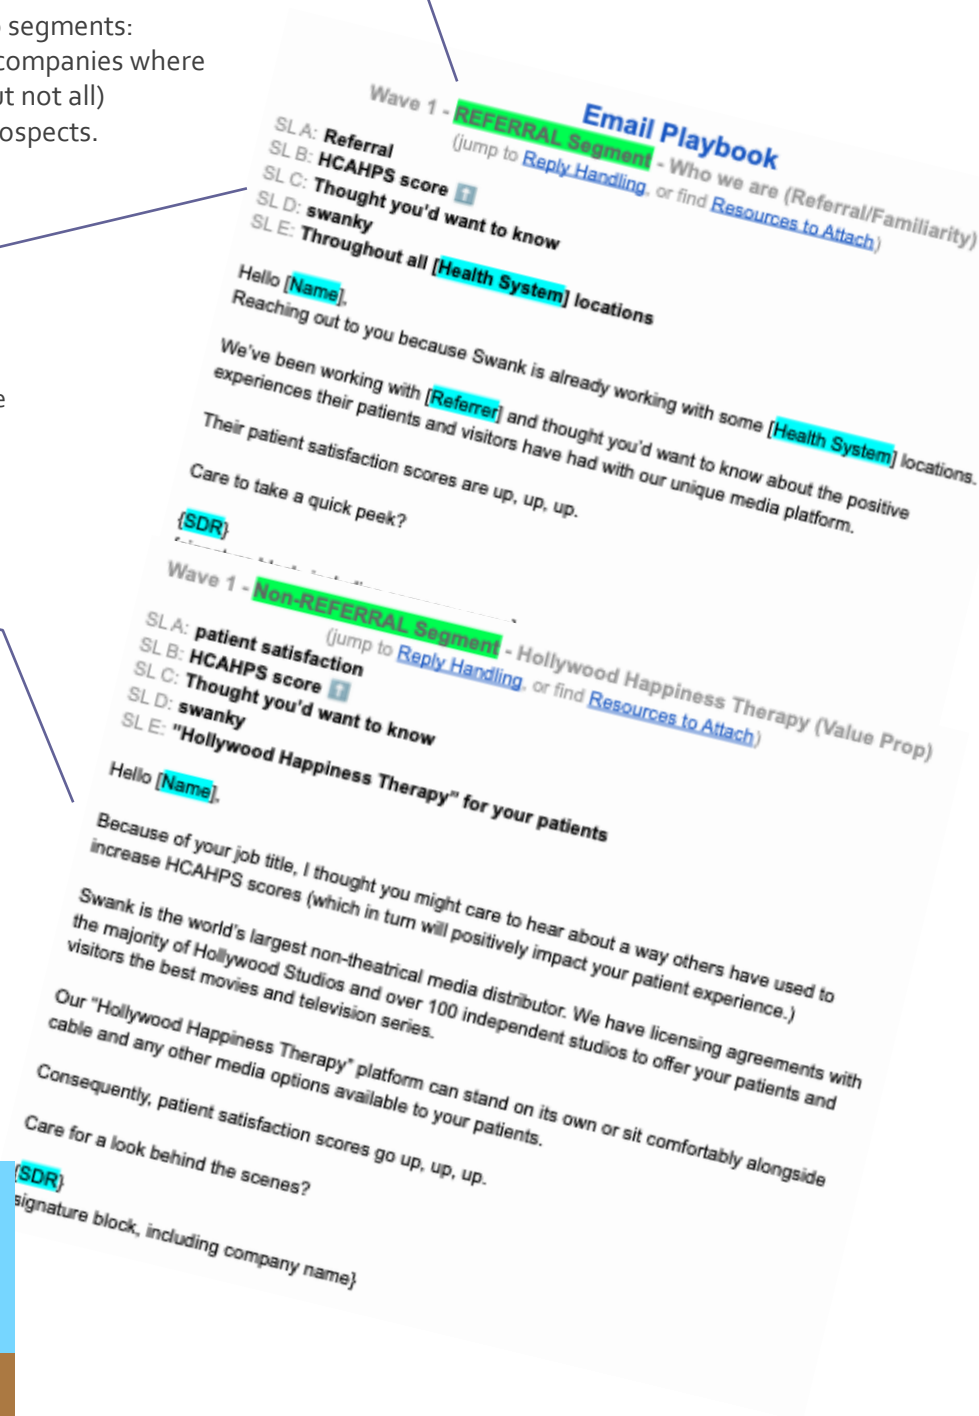 segments:
companies where
ut not all)
ospects.
e
Email Playbook
Wave 1 - REFERRAL Segment - Who we are (Referral/Familiarity)
(jump to Reply Handling, or find Resources to Attach)
SL A: Referral
SL B: HCAHPS score ⬆️
SL C: Thought you'd want to know
SL D: swanky
SL E: Throughout all [Health System] locations
Hello [Name],
Reaching out to you because Swank is already working with some [Health System] locations.
We've been working with [Referrer] and thought you'd want to know about the positive
experiences their patients and visitors have had with our unique media platform.
Their patient satisfaction scores are up, up, up.
Care to take a quick peek?
{SDR}
Wave 1 - Non-REFERRAL Segment - Hollywood Happiness Therapy (Value Prop)
(jump to Reply Handling, or find Resources to Attach)
SL A: patient satisfaction
SL B: HCAHPS score ⬆️
SL C: Thought you'd want to know
SL D: swanky
SL E: "Hollywood Happiness Therapy" for your patients
Hello [Name],
Because of your job title, I thought you might care to hear about a way others have used to
increase HCAHPS scores (which in turn will positively impact your patient experience.)
Swank is the world's largest non-theatrical media distributor. We have licensing agreements with
the majority of Hollywood Studios and over 100 independent studios to offer your patients and
visitors the best movies and television series.
Our "Hollywood Happiness Therapy" platform can stand on its own or sit comfortably alongside
cable and any other media options available to your patients.
Consequently, patient satisfaction scores go up, up, up.
Care for a look behind the scenes?
{SDR}
signature block, including company name}